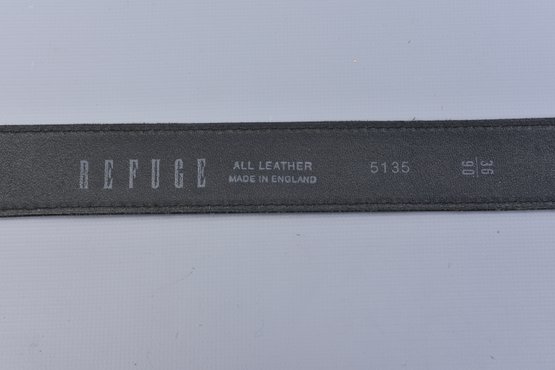 REFUGE
ALL LEATHER
MADE IN ENGLAND
5135
36
90